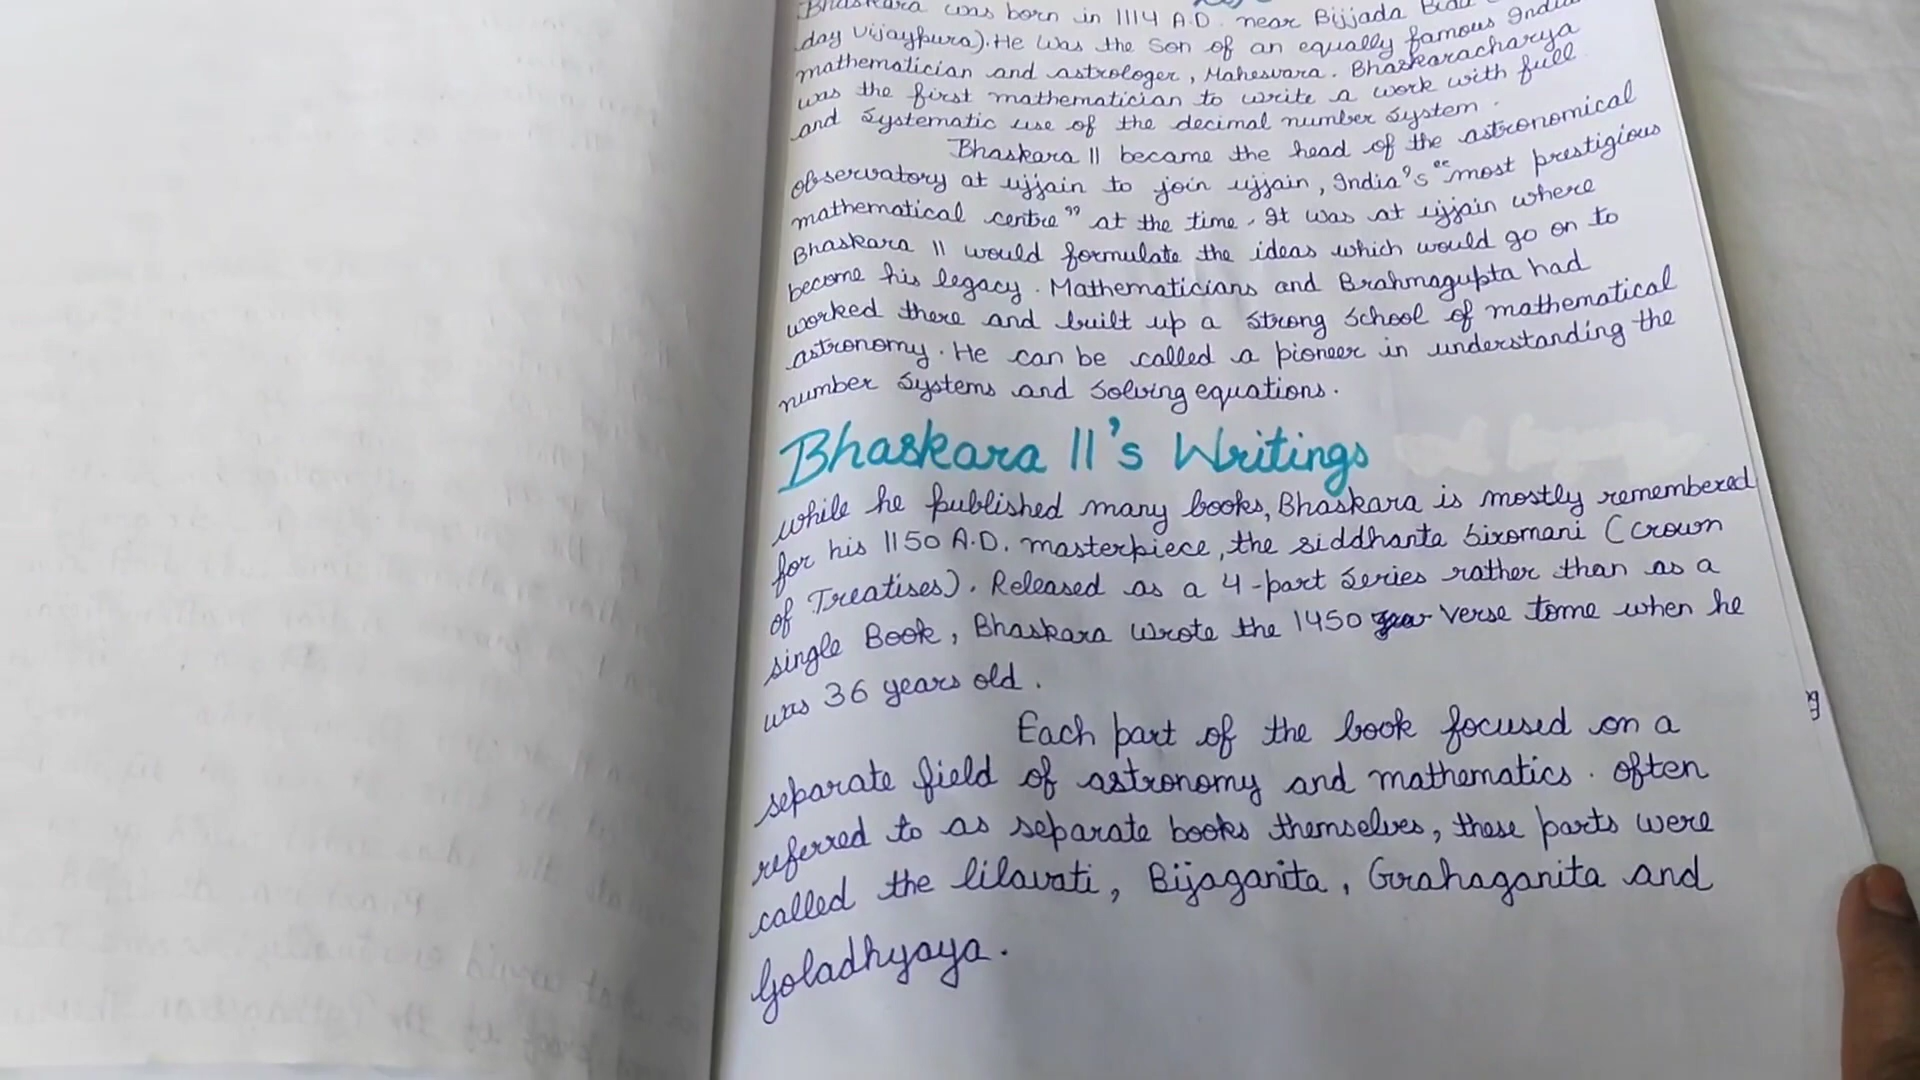 Bhaskara was born in 1114 A.D. near Bijjada
day Vijaypura). He was the son of an equally famous
mathematician and astrologer, Mahesvara. Bhaskaracharya
was the first mathematician to write a work with full
and systematic use of the decimal number system.
Bhaskara II became the head of the astronomical
observatory at ujjain to join ujjain, India's "most prestigious
mathematical centre" at the time. It was at ujjain where
Bhaskara II would formulate the ideas which would go on to
become his legacy. Mathematicians and Brahmagupta had
worked there and built up a strong school of mathematical
astronomy. He can be called a pioneer in understanding the
number systems and solving equations.
Bhaskara II's Writings
while he published many books, Bhaskara is mostly remembered
for his 1150 A.D. masterpiece, the siddhanta siromani (crown
of Treatises). Released as a 4-part series rather than as a
single Book, Bhaskara wrote the 1450 verse tome when he
was 36 years old.
Each part of the book focused on a
separate field of astronomy and mathematics. often
referred to as separate books themselves, these parts were
called the lilavati, Bijaganita, Grahaganita and
Goladhyaya.